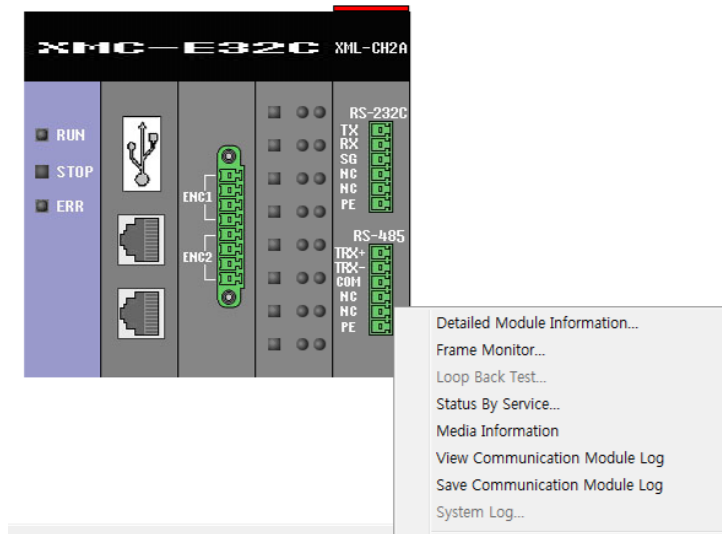 XMC-E32C
XML-CH2A
RUN
STOP
ERR
ENC1
ENC2
RS-232C
TX
RX
SG
NC
NC
PE
RS-485
TRX+
TRX-
COM
NC
NC
PE
Detailed Module Information...
Frame Monitor...
Loop Back Test...
Status By Service...
Media Information
View Communication Module Log
Save Communication Module Log
System Log...